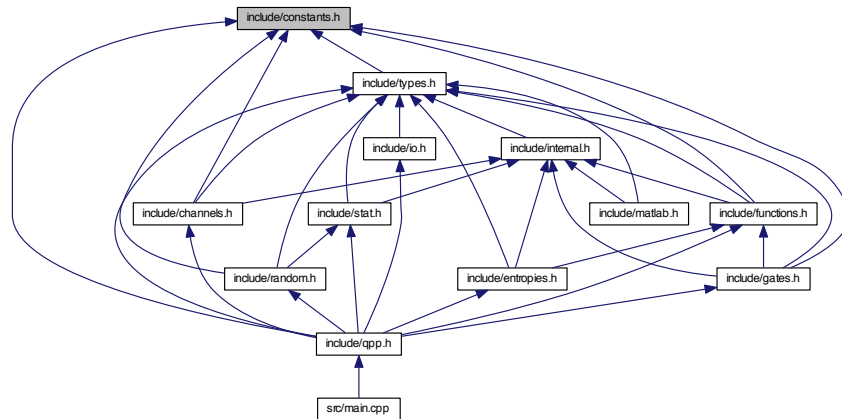 include/constants.h
include/types.h
include/io.h
include/internal.h
include/channels.h
include/stat.h
include/matlab.h
include/functions.h
include/random.h
include/entropies.h
include/gates.h
include/qpp.h
src/main.cpp